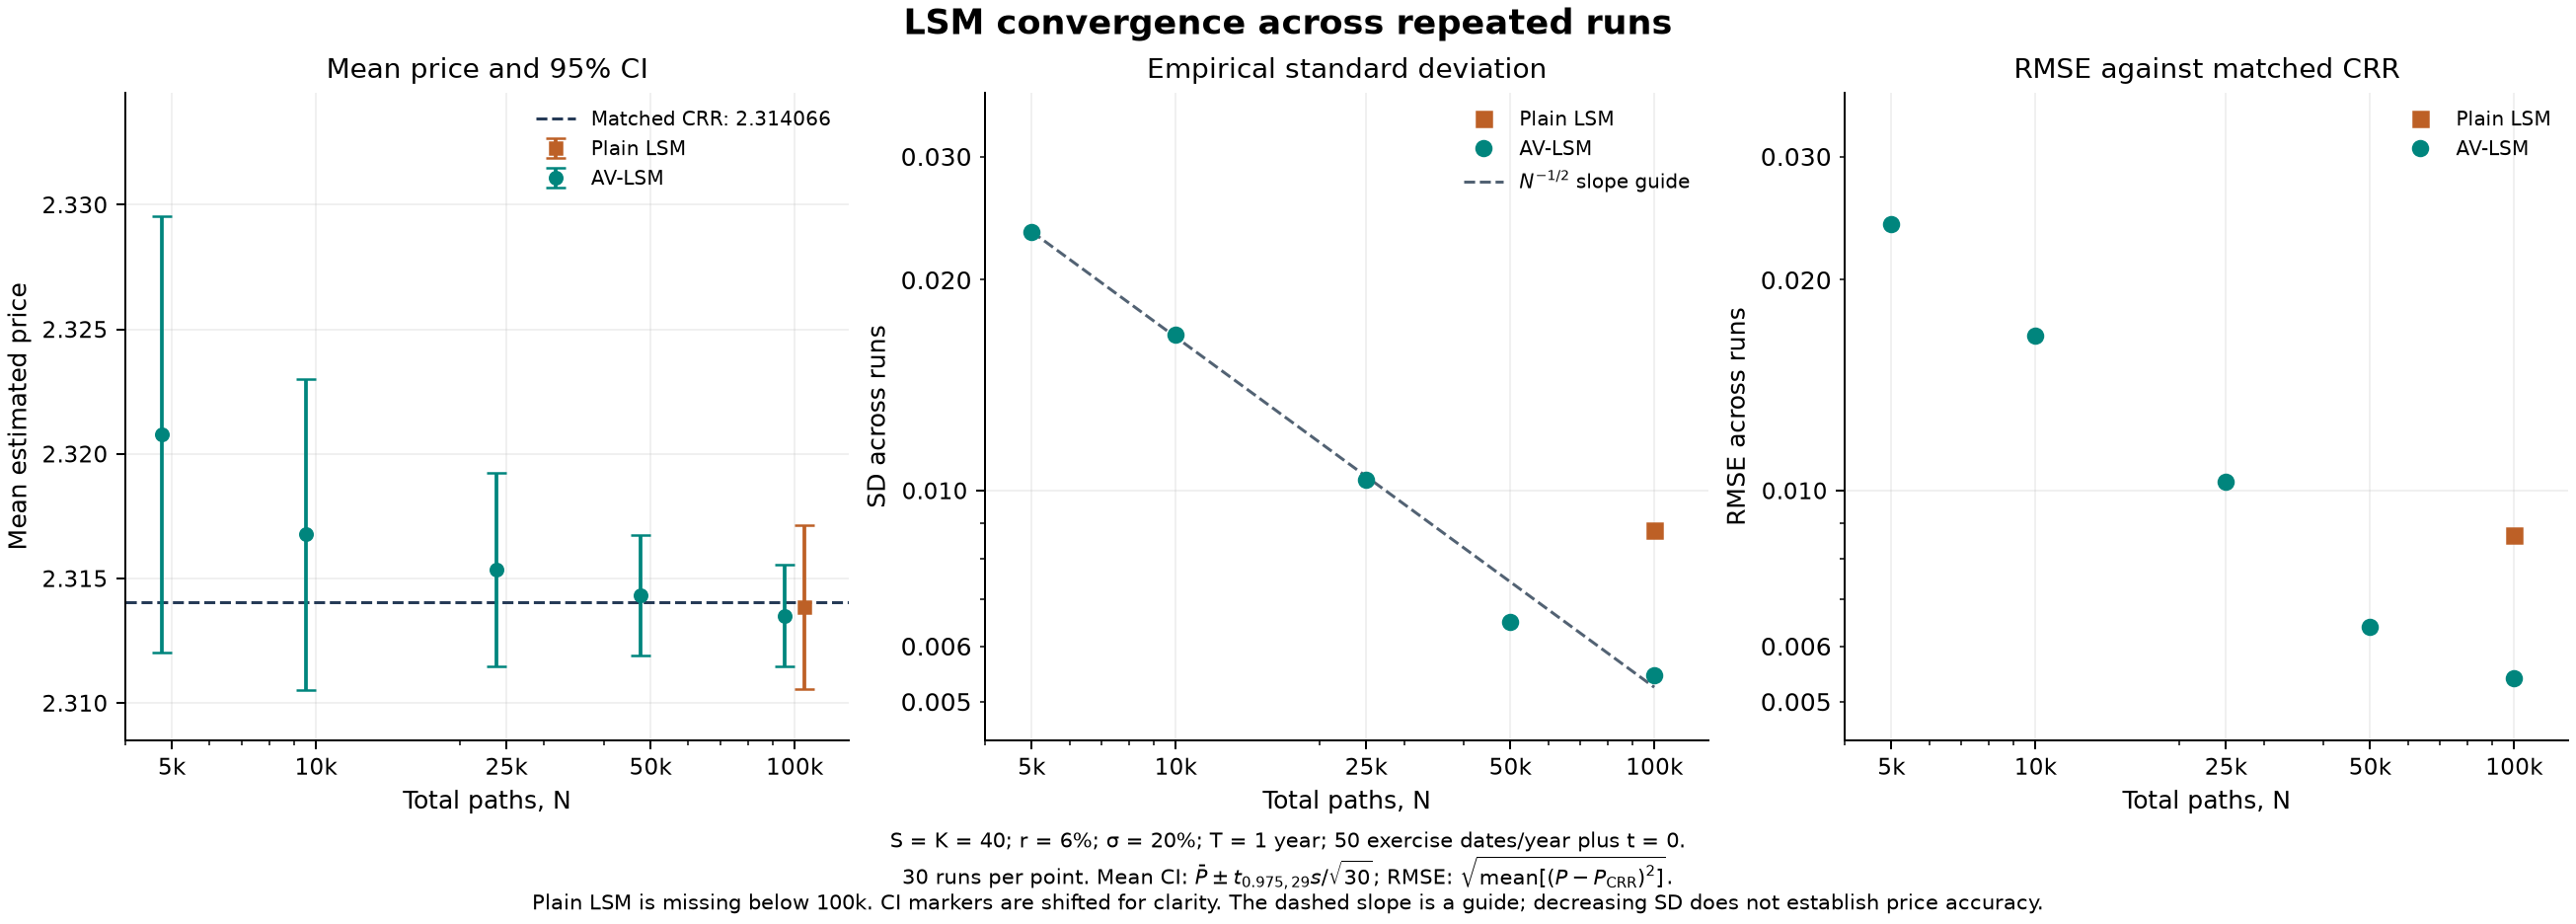 LSM convergence across repeated runs
Mean price and 95% CI
Mean estimated price
2.330
2.325
2.320
2.315
2.310
Matched CRR: 2.314066
Plain LSM
AV-LSM
5k
10k
25k
50k
100k
Total paths, N
Empirical standard deviation
SD across runs
0.030
0.020
0.010
0.006
0.005
Plain LSM
AV-LSM
N^{-1/2} slope guide
5k
10k
25k
50k
100k
Total paths, N
RMSE against matched CRR
RMSE across runs
0.030
0.020
0.010
0.006
0.005
Plain LSM
AV-LSM
5k
10k
25k
50k
100k
Total paths, N
S = K = 40; r = 6%; σ = 20%; T = 1 year; 50 exercise dates/year plus t = 0.
30 runs per point. Mean CI: P̄ ± t_{0.975, 29}s/√30; RMSE: √mean[(P − P_{CRR})²].
Plain LSM is missing below 100k. CI markers are shifted for clarity. The dashed slope is a guide; decreasing SD does not establish price accuracy.